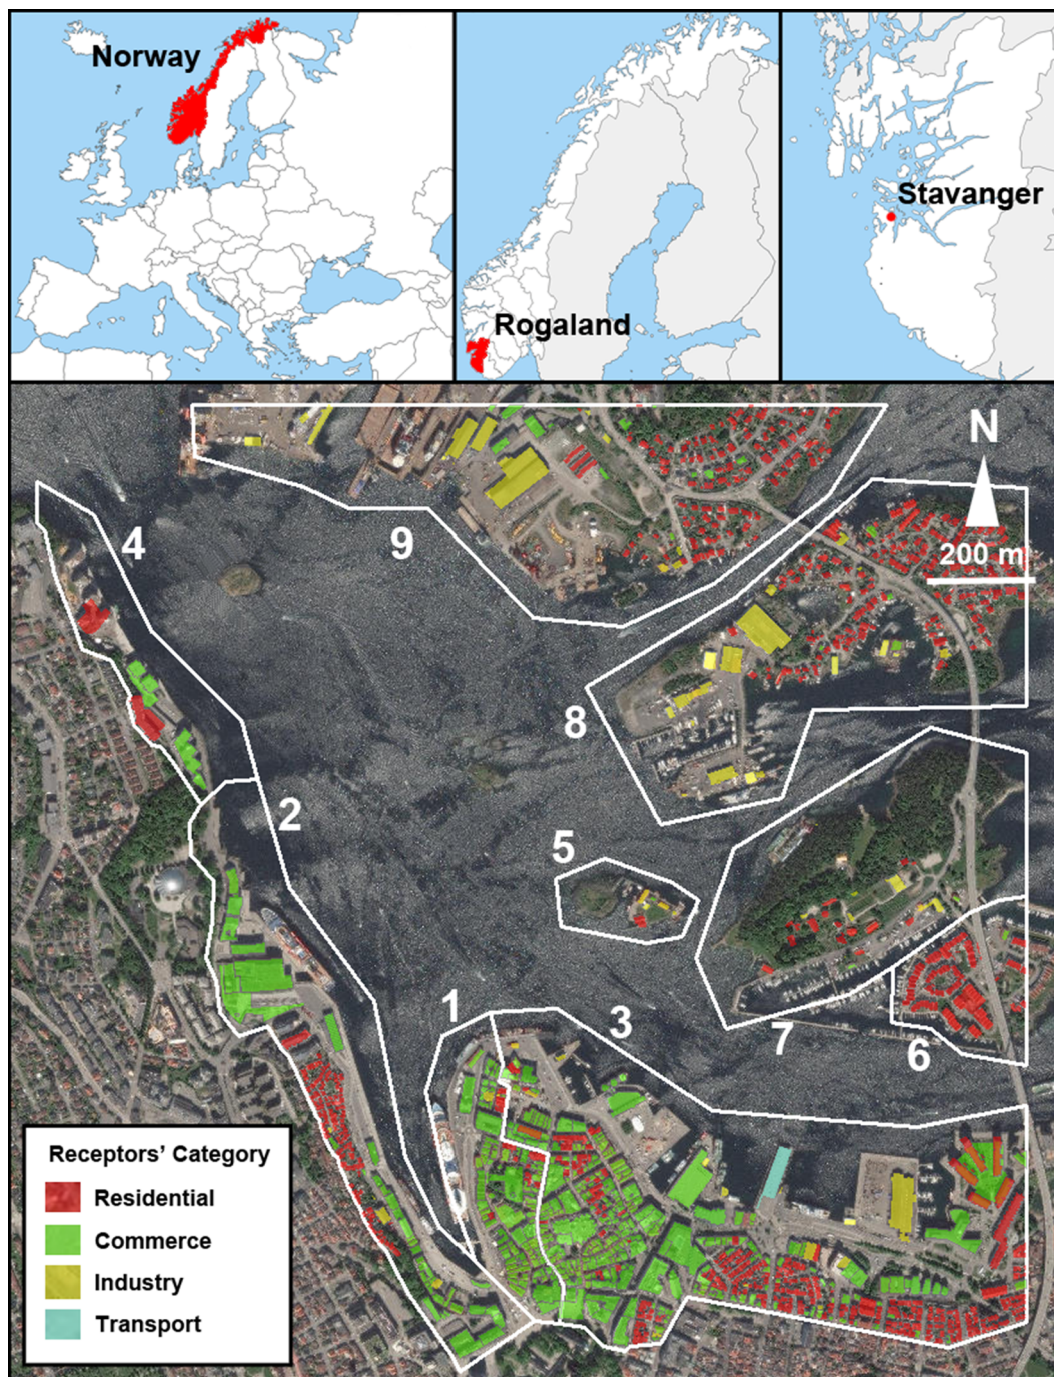 Norway
Rogaland
Stavanger
N
200 m
4
9
8
2
5
1
3
7
6
Receptors' Category
Residential
Commerce
Industry
Transport